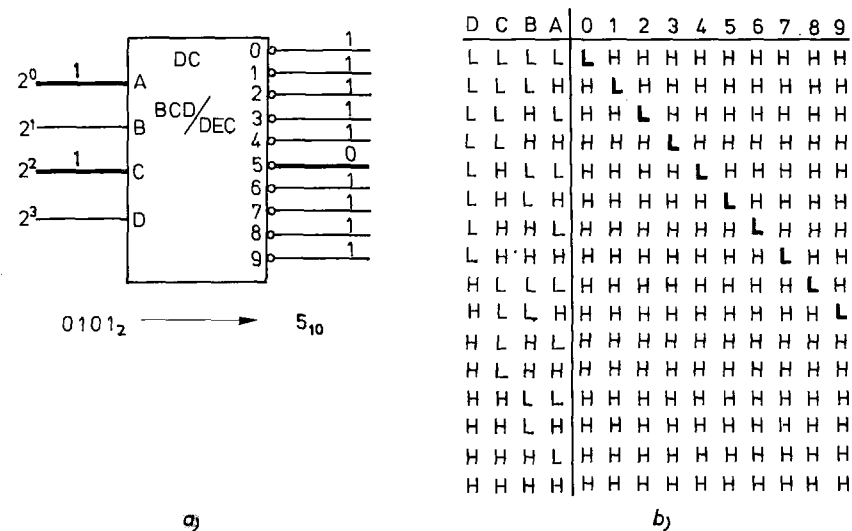 DC
BCD/DEC
2⁰ 1 A
2¹ B
2² 1 C
2³ D
0 1
1 1
2 1
3 1
4 1
5 0
6 1
7 1
8 1
9 1
0101₂ → 5₁₀
a)
D C B A 0 1 2 3 4 5 6 7 8 9
L L L L L H H H H H H H H H
L L L H H L H H H H H H H H
L L H L H H L H H H H H H H
L L H H H H H L H H H H H H
L H L L H H H H L H H H H H
L H L H H H H H H L H H H H
L H H L H H H H H H L H H H
L H H H H H H H H H H L H H
H L L L H H H H H H H H L H
H L L H H H H H H H H H H L
H L H L H H H H H H H H H H
H L H H H H H H H H H H H H
H H L L H H H H H H H H H H
H H L H H H H H H H H H H H
H H H L H H H H H H H H H H
H H H H H H H H H H H H H H
b)